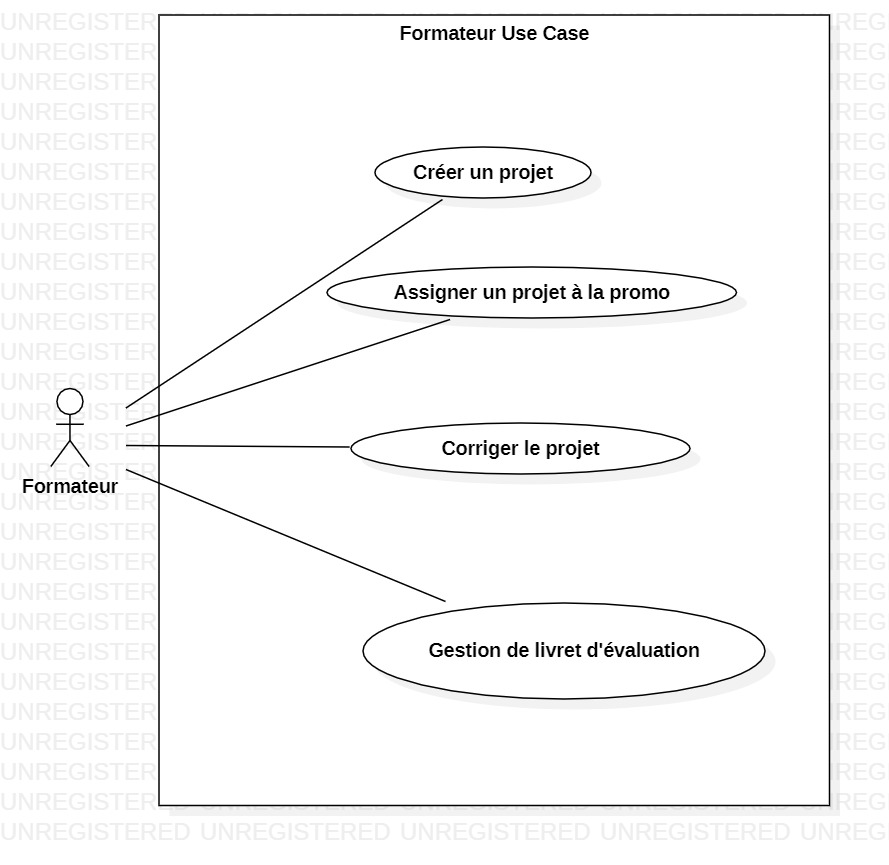 Formateur Use Case
Créer un projet
Assigner un projet à la promo
Corriger le projet
Formateur
Gestion de livret d'évaluation
UNREGISTERED UNREGISTERED UNREGISTERED UNREGISTERED UNREG